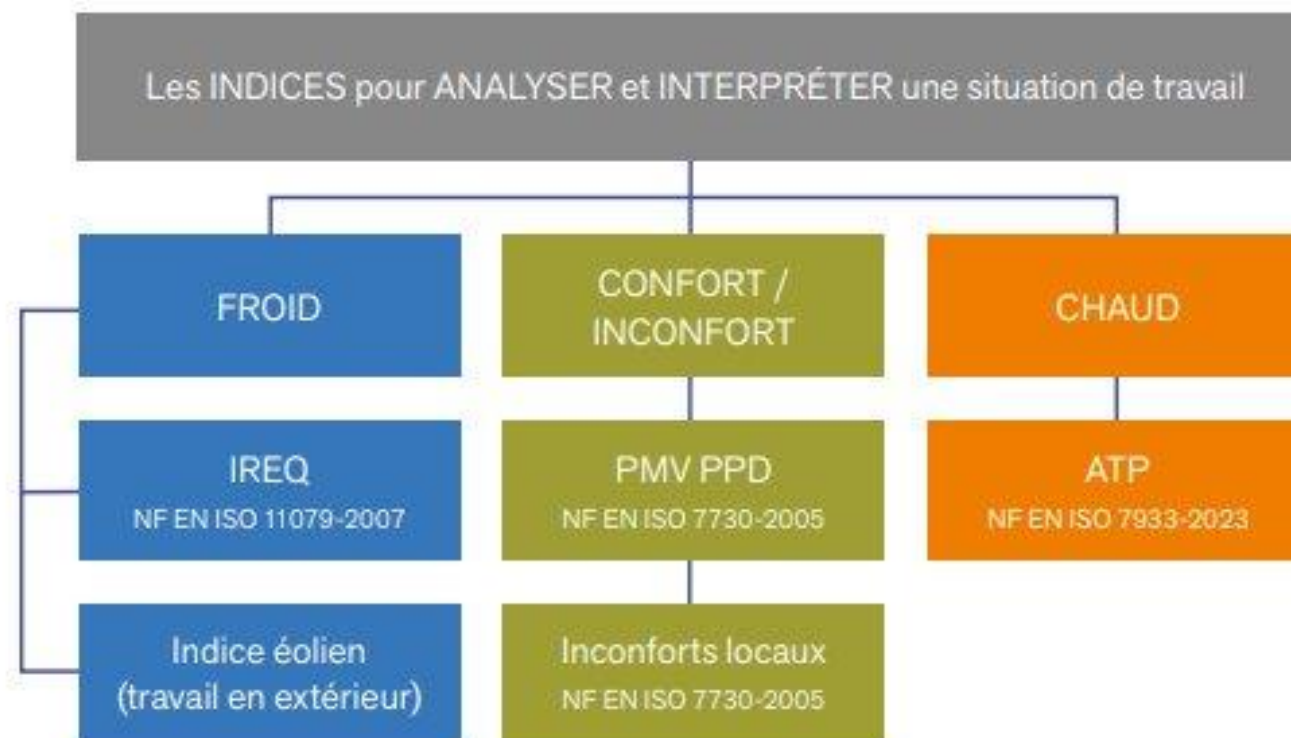 Les INDICES pour ANALYSER et INTERPRÉTER une situation de travail
FROID
CONFORT /
INCONFORT
CHAUD
IREQ
NF EN ISO 11079-2007
PMV PPD
NF EN ISO 7730-2005
ATP
NF EN ISO 7933-2023
Indice éolien
(travail en extérieur)
Inconforts locaux
NF EN ISO 7730-2005